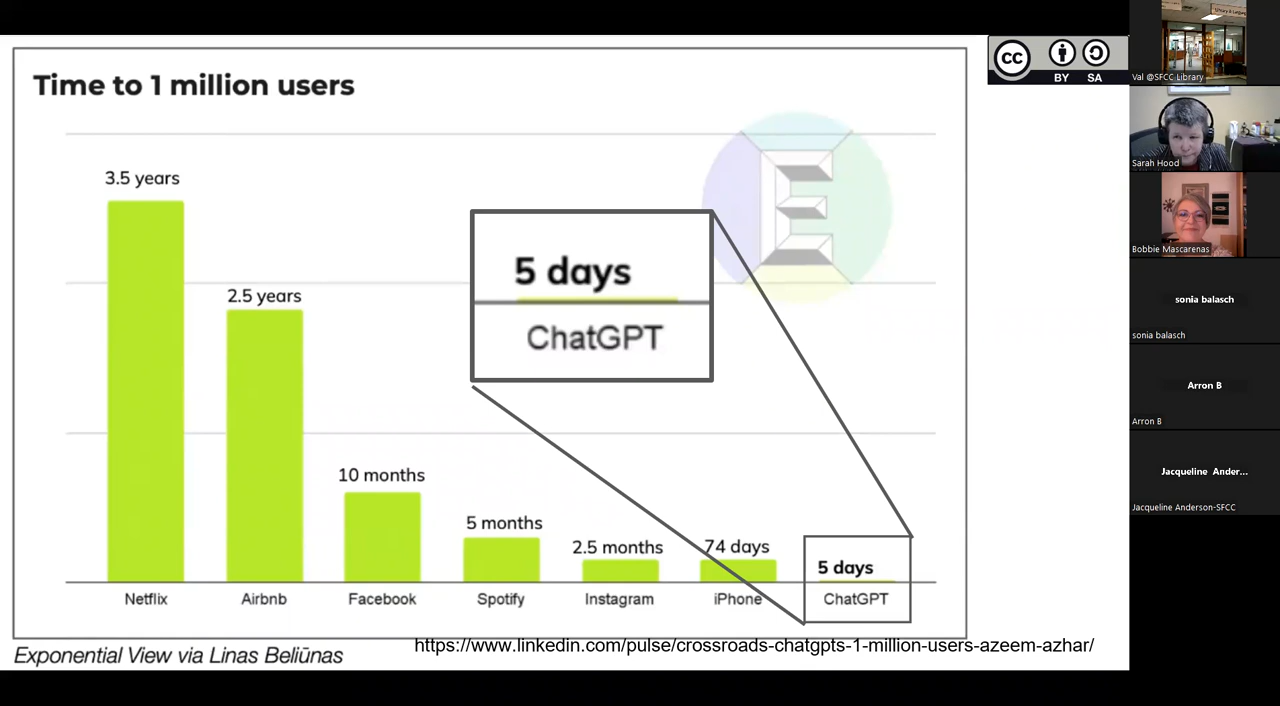 Time to 1 million users
3.5 years
2.5 years
10 months
5 months
2.5 months
74 days
5 days
Netflix
Airbnb
Facebook
Spotify
Instagram
iPhone
ChatGPT
5 days
ChatGPT
E
Exponential View via Linas Beliūnas
https://www.linkedin.com/pulse/crossroads-chatgpts-1-million-users-azeem-azhar/
CC
BY SA
Val @SFCC Library
Sarah Hood
Bobbie Mascarenas
sonia balasch
sonia balasch
Arron B
Arron B
Jacqueline Ander...
Jacqueline Anderson-SFCC